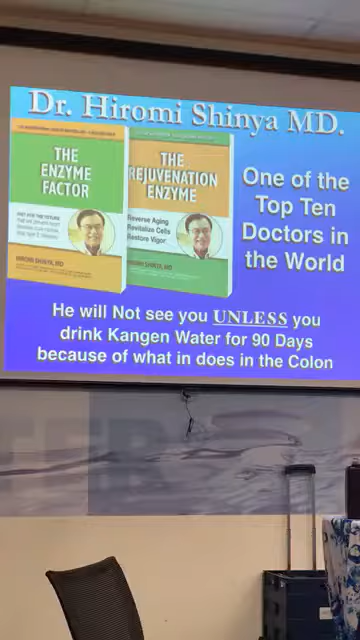 Dr. Hiromi Shinya MD.
THE
ENZYME
FACTOR
HIROMI SHINYA, MD
THE
REJUVENATION
ENZYME
Reverse Aging
Revitalize Cells
Restore Vigor
HIROMI SHINYA, MD
One of the
Top Ten
Doctors in
the World
He will Not see you UNLESS you
drink Kangen Water for 90 Days
because of what in does in the Colon